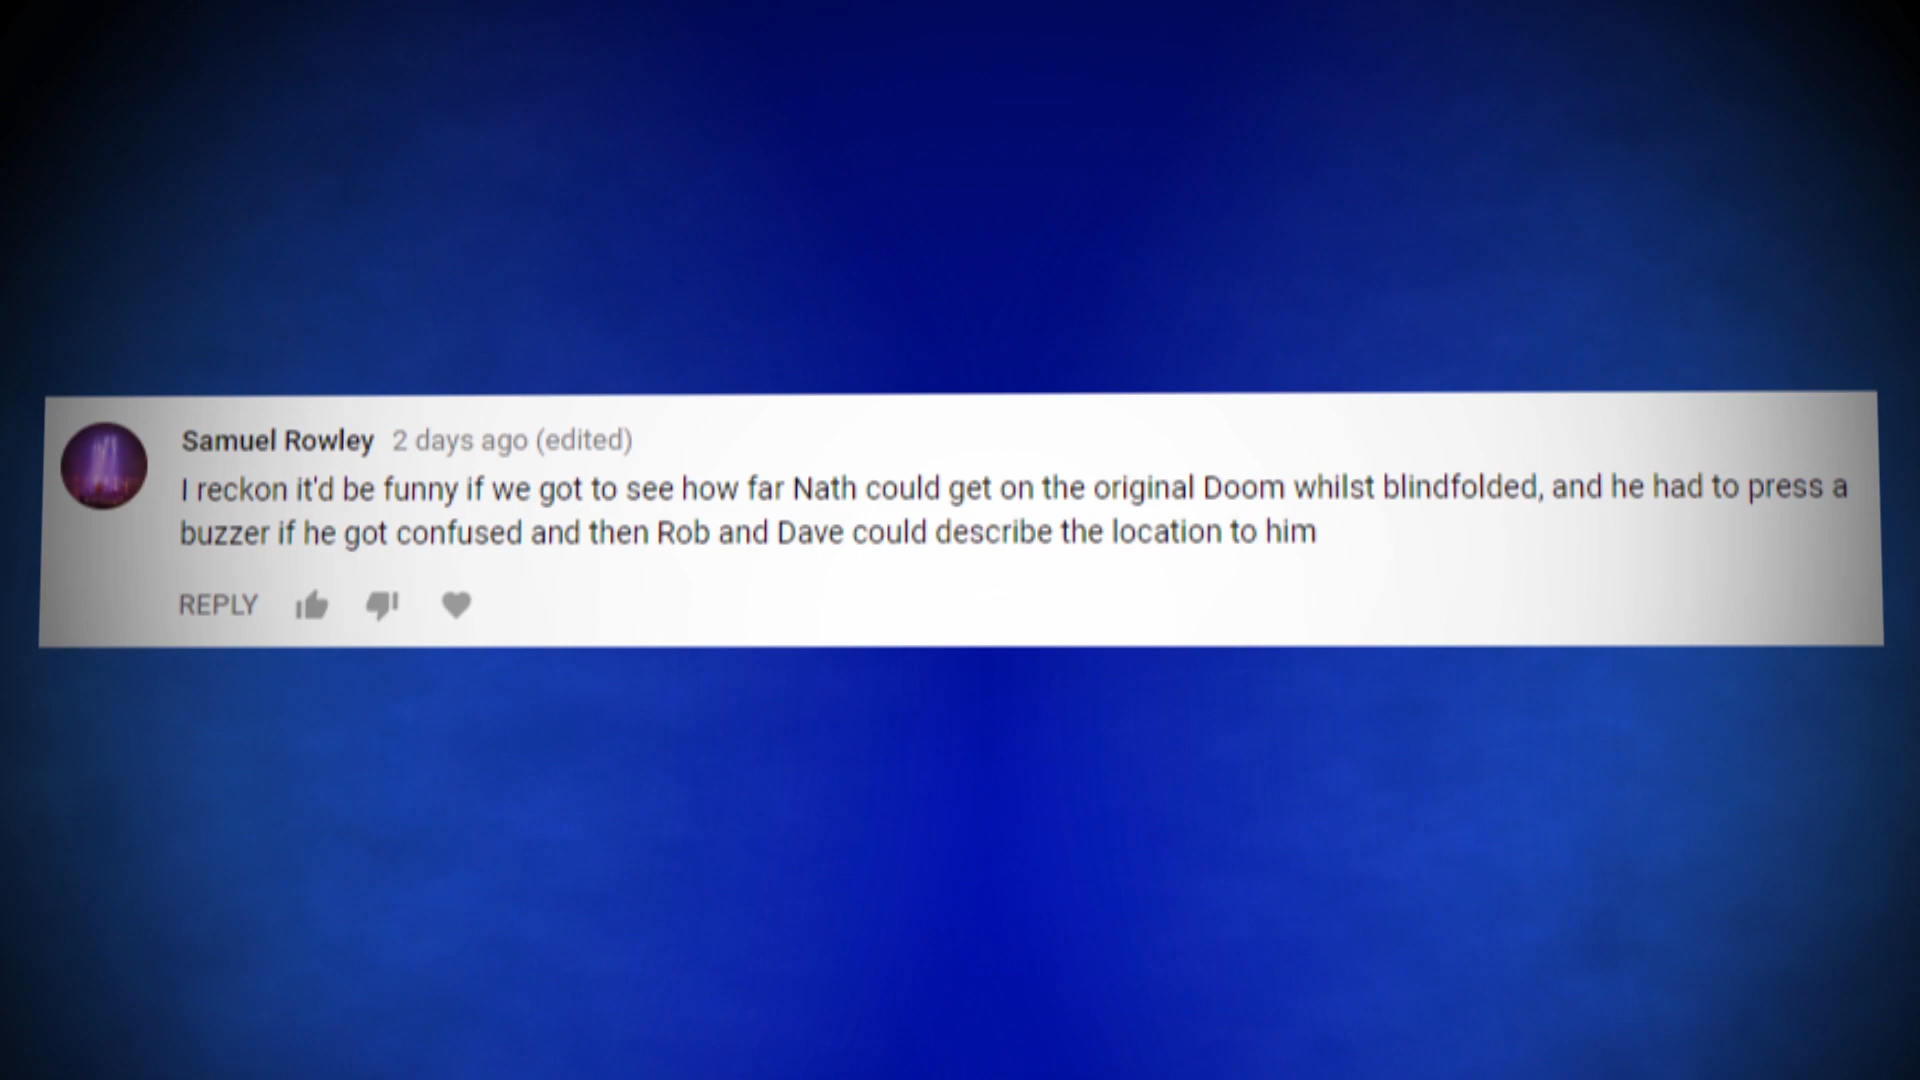 Samuel Rowley 2 days ago (edited)
I reckon it'd be funny if we got to see how far Nath could get on the original Doom whilst blindfolded, and he had to press a
buzzer if he got confused and then Rob and Dave could describe the location to him
REPLY